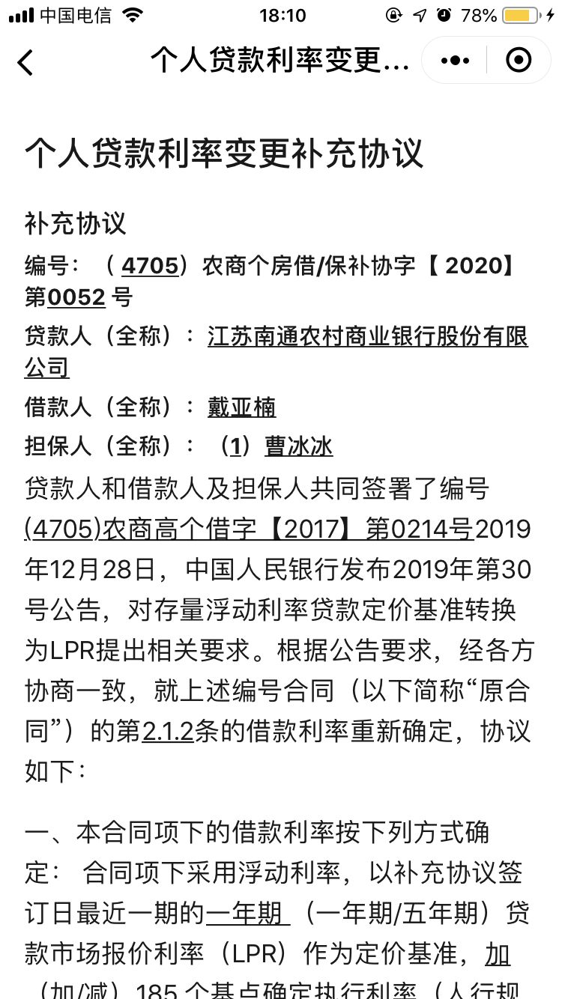 中国电信 18:10 78%
个人贷款利率变更...
个人贷款利率变更补充协议
补充协议
编号：（ 4705）农商个房借/保补协字【 2020】
第0052 号
贷款人（全称）：江苏南通农村商业银行股份有限
公司
借款人（全称）：戴亚楠
担保人（全称）：（1）曹冰冰
贷款人和借款人及担保人共同签署了编号
(4705)农商高个借字【2017】第0214号2019
年12月28日，中国人民银行发布2019年第30
号公告，对存量浮动利率贷款定价基准转换
为LPR提出相关要求。根据公告要求，经各方
协商一致，就上述编号合同（以下简称“原合
同”）的第2.1.2条的借款利率重新确定，协议
如下：
一、本合同项下的借款利率按下列方式确
定： 合同项下采用浮动利率，以补充协议签
订日最近一期的一年期 （一年期/五年期）贷
款市场报价利率（LPR）作为定价基准，加
（加/减）185 个基点确定执行利率（人行规